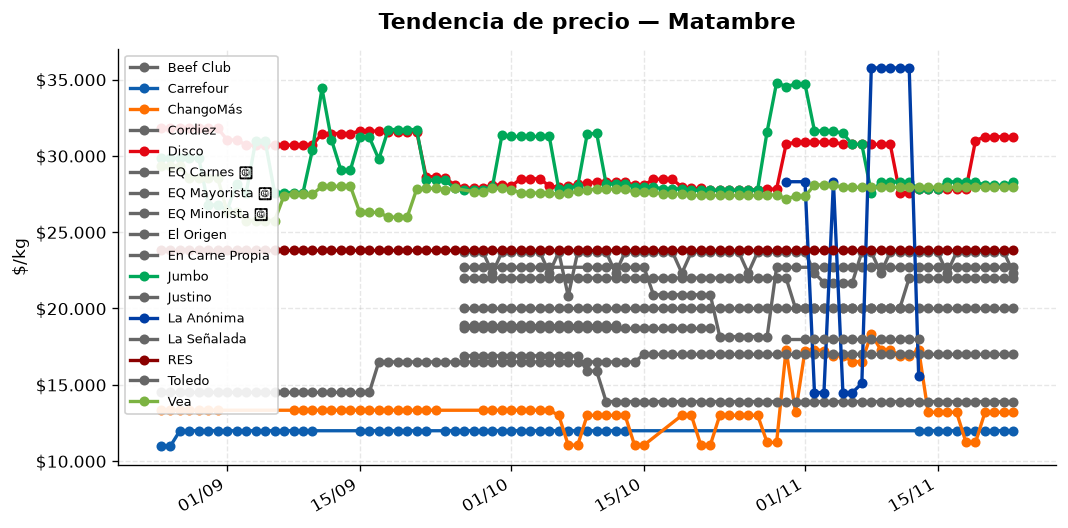 Tendencia de precio — Matambre
$/kg
$35.000
$30.000
$25.000
$20.000
$15.000
$10.000
Beef Club
Carrefour
ChangoMás
Cordiez
Disco
EQ Carnes
EQ Mayorista
EQ Minorista
El Origen
En Carne Propia
Jumbo
Justino
La Anónima
La Señalada
RES
Toledo
Vea
01/09
15/09
01/10
15/10
01/11
15/11